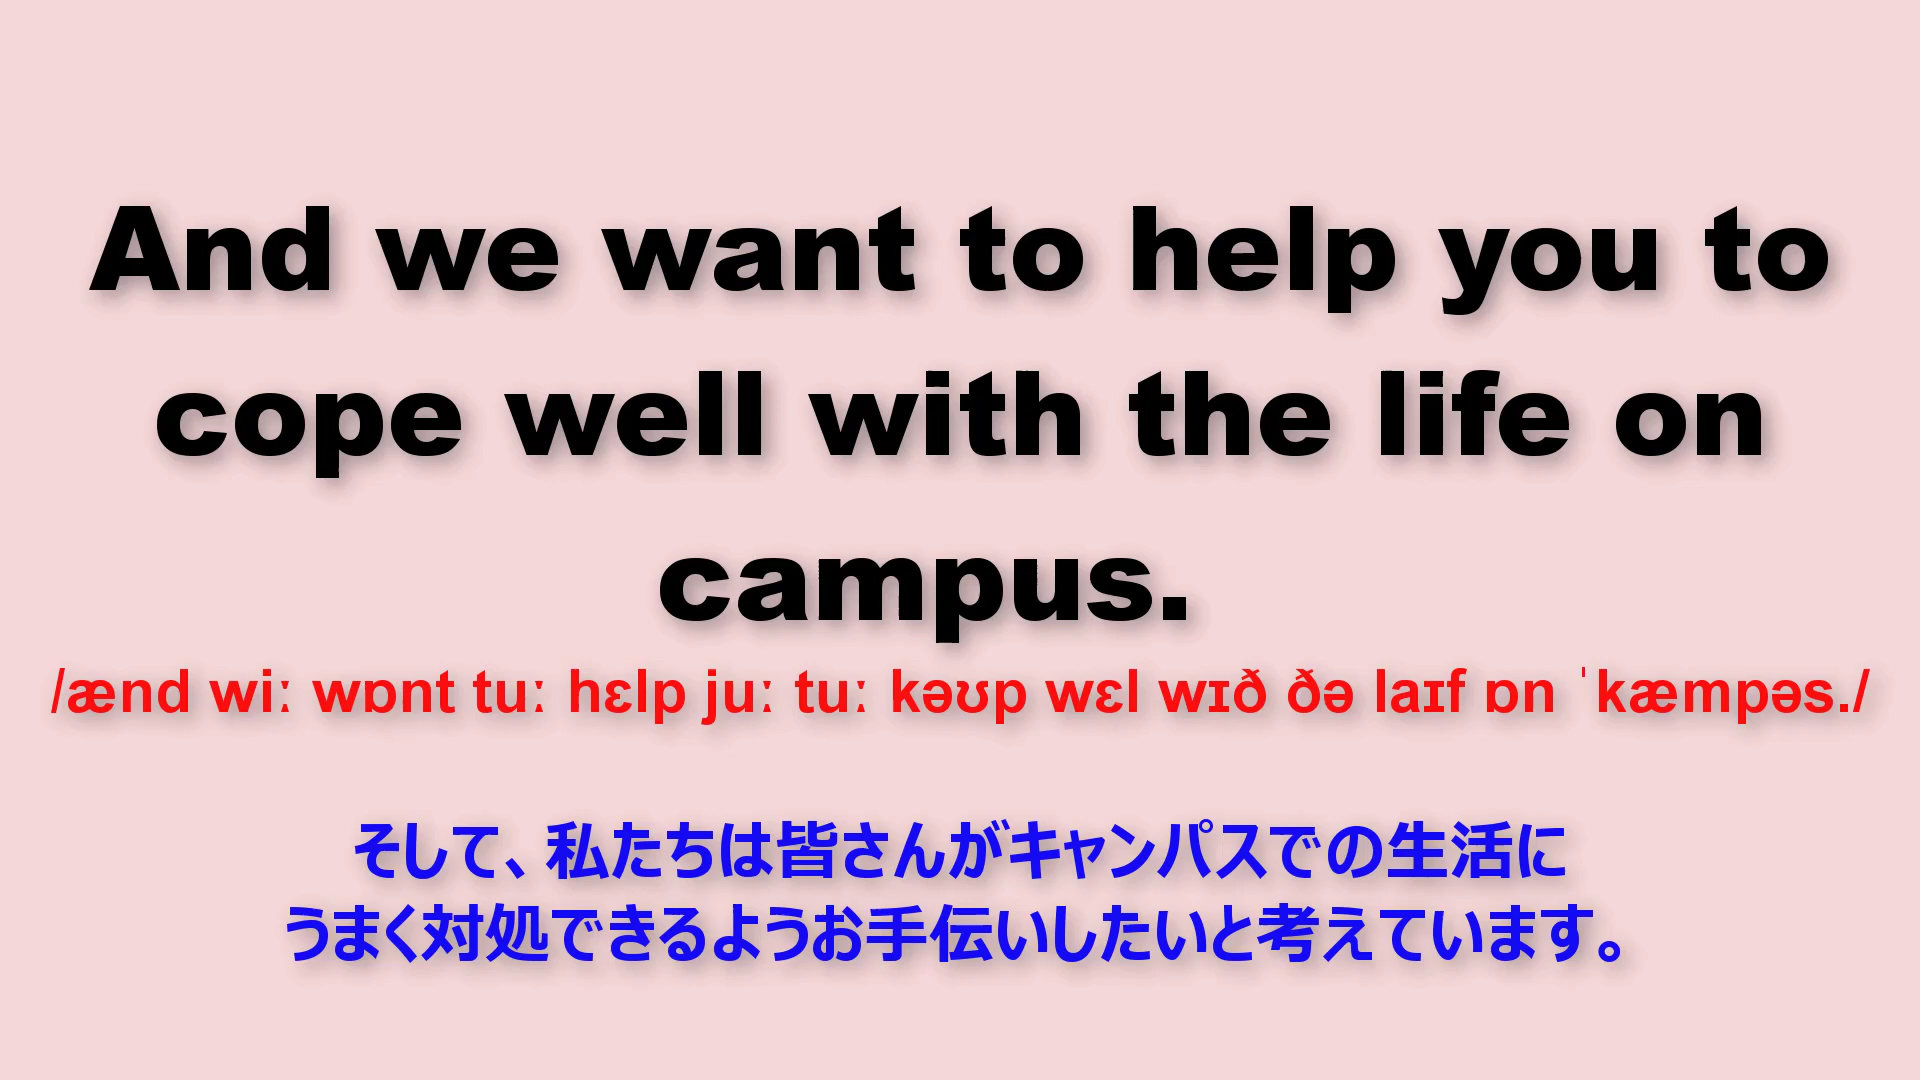 And we want to help you to
cope well with the life on
campus.
/ænd wiː wɒnt tuː hɛlp juː tuː kəʊp wɛl wɪð ðə laɪf ɒn ˈkæmpəs./
そして、私たちは皆さんがキャンパスでの生活に
うまく対処できるようお手伝いしたいと考えています。